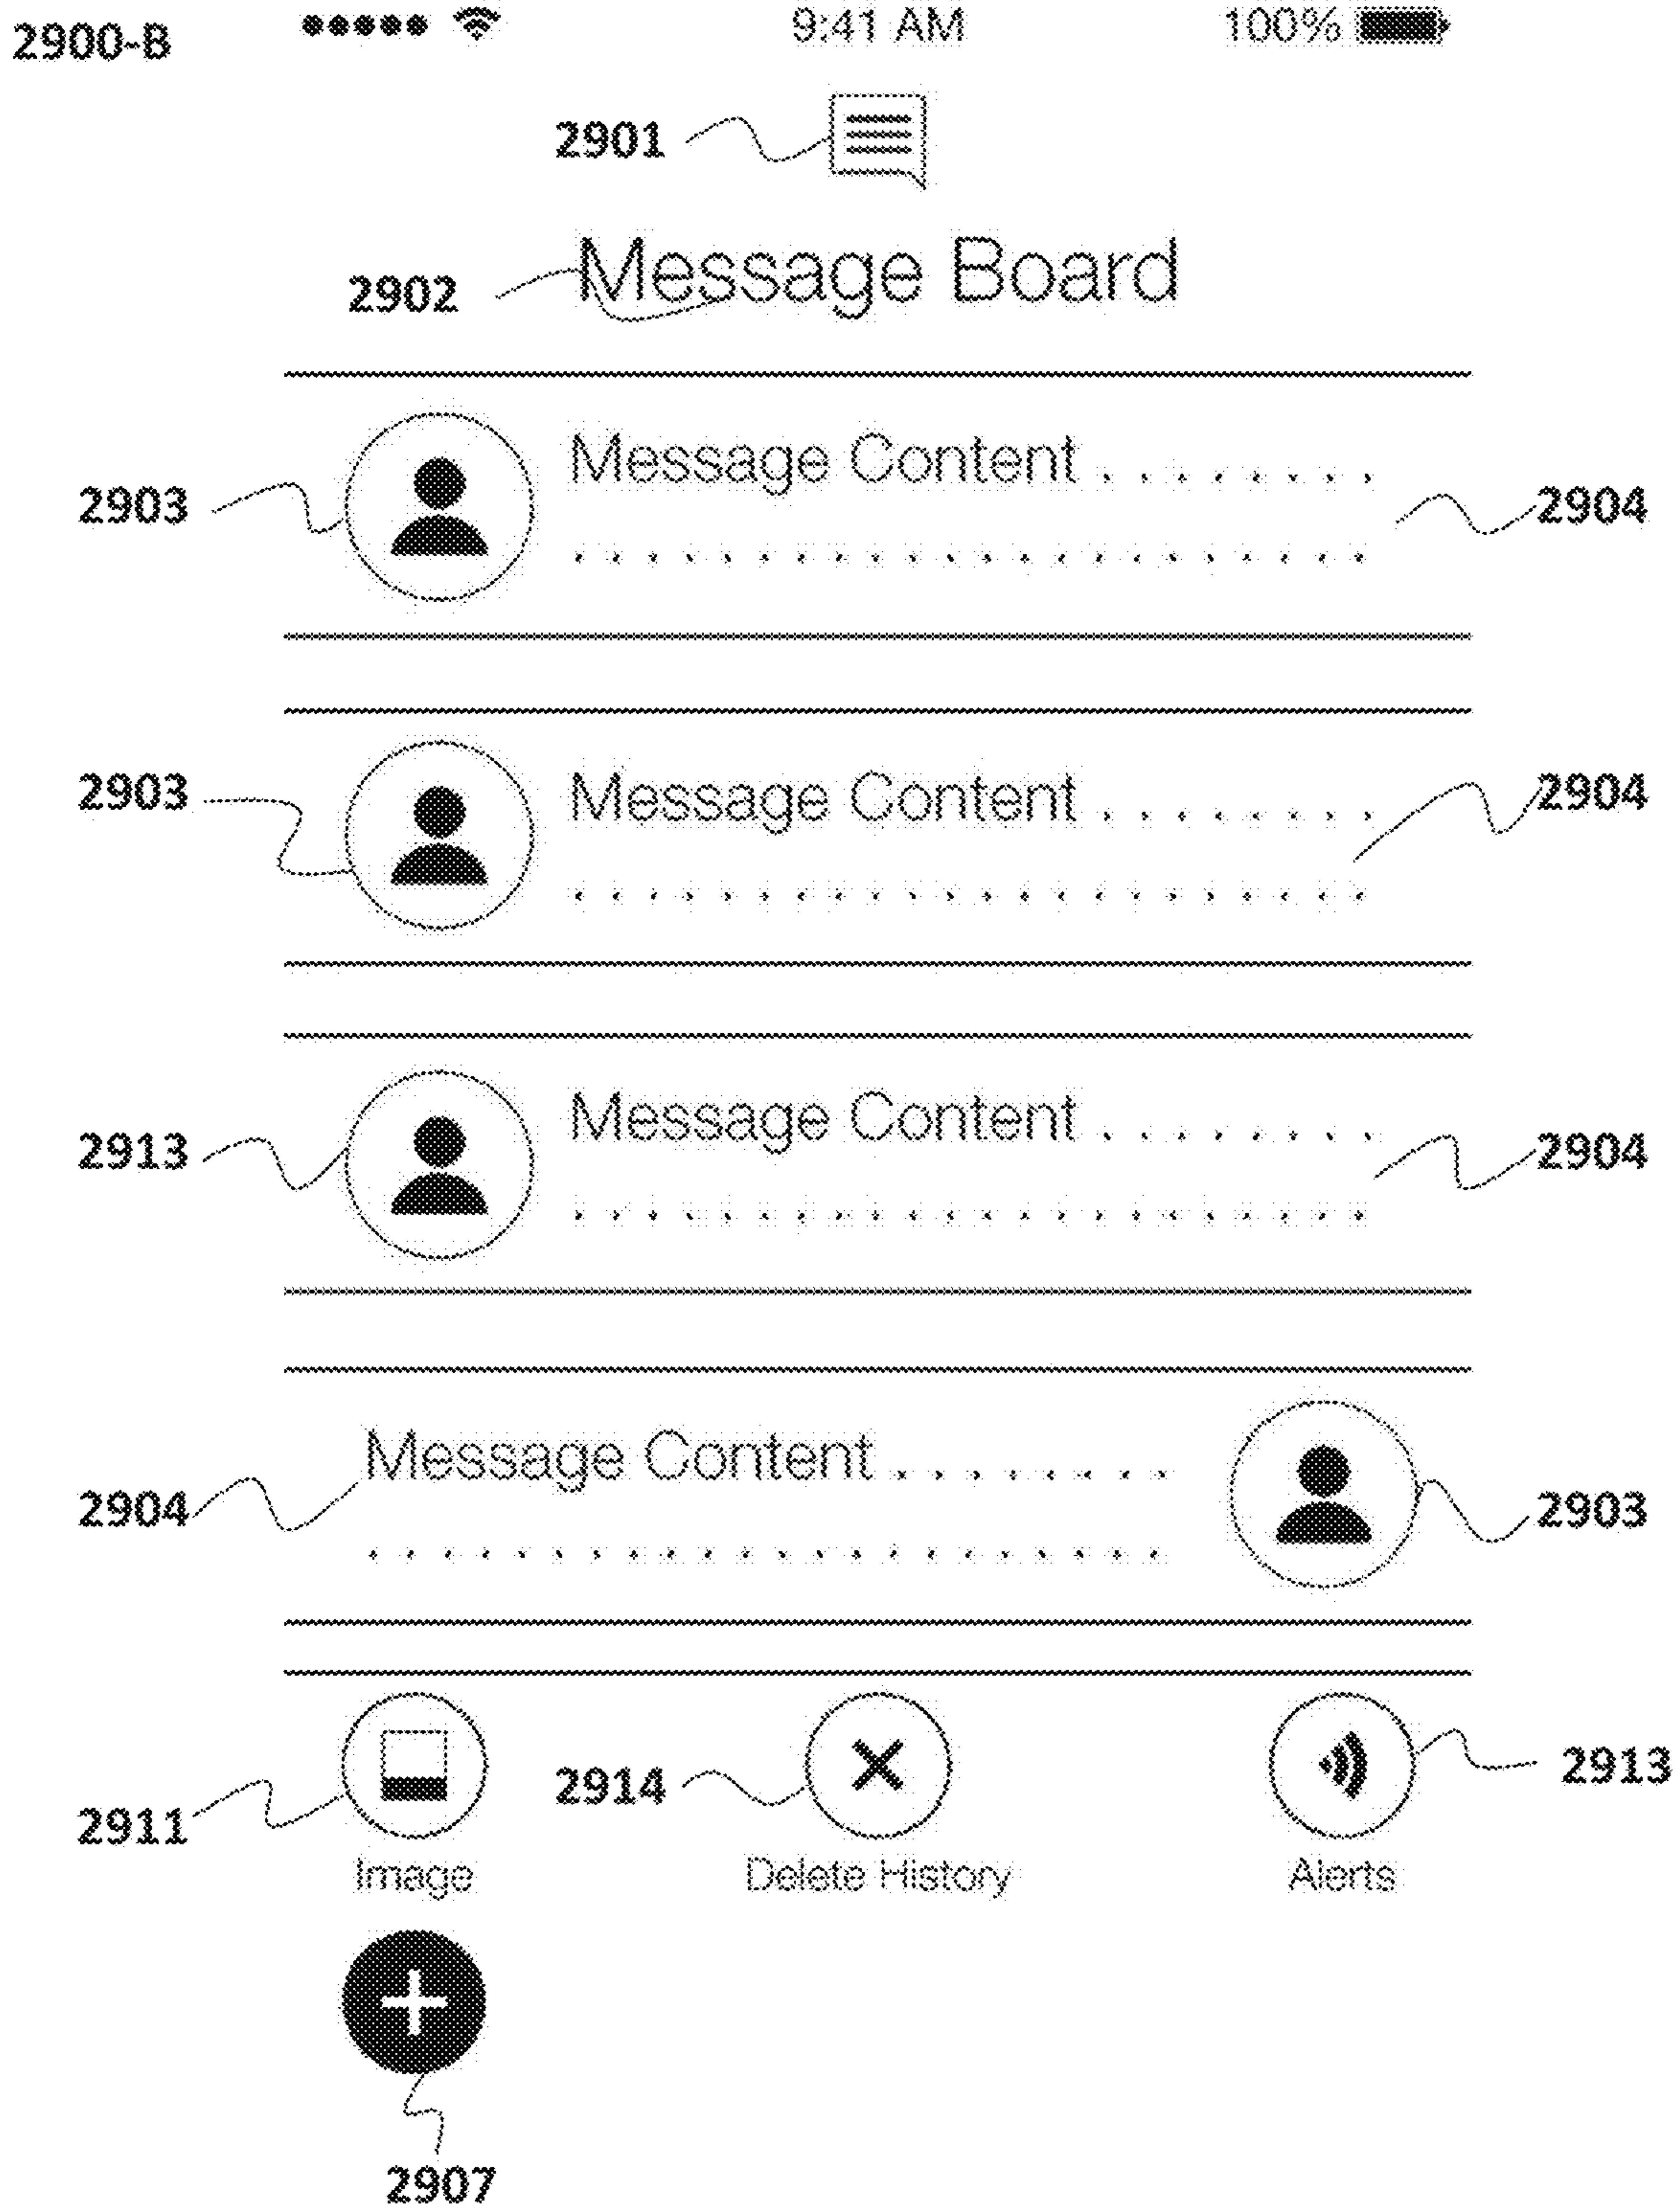 2900-B 9:41 AM 100%
2901
2902 Message Board
2903 Message Content . . . . . . . . 2904
. . . . . . . . . . . . . . . . . . . . . .
2903 Message Content . . . . . . . . 2904
. . . . . . . . . . . . . . . . . . . . . .
2913 Message Content . . . . . . . . 2904
. . . . . . . . . . . . . . . . . . . . . .
2904 Message Content . . . . . . . . 2903
. . . . . . . . . . . . . . . . . . . . . .
2911 2914 2913
Image Delete History Alerts
2907